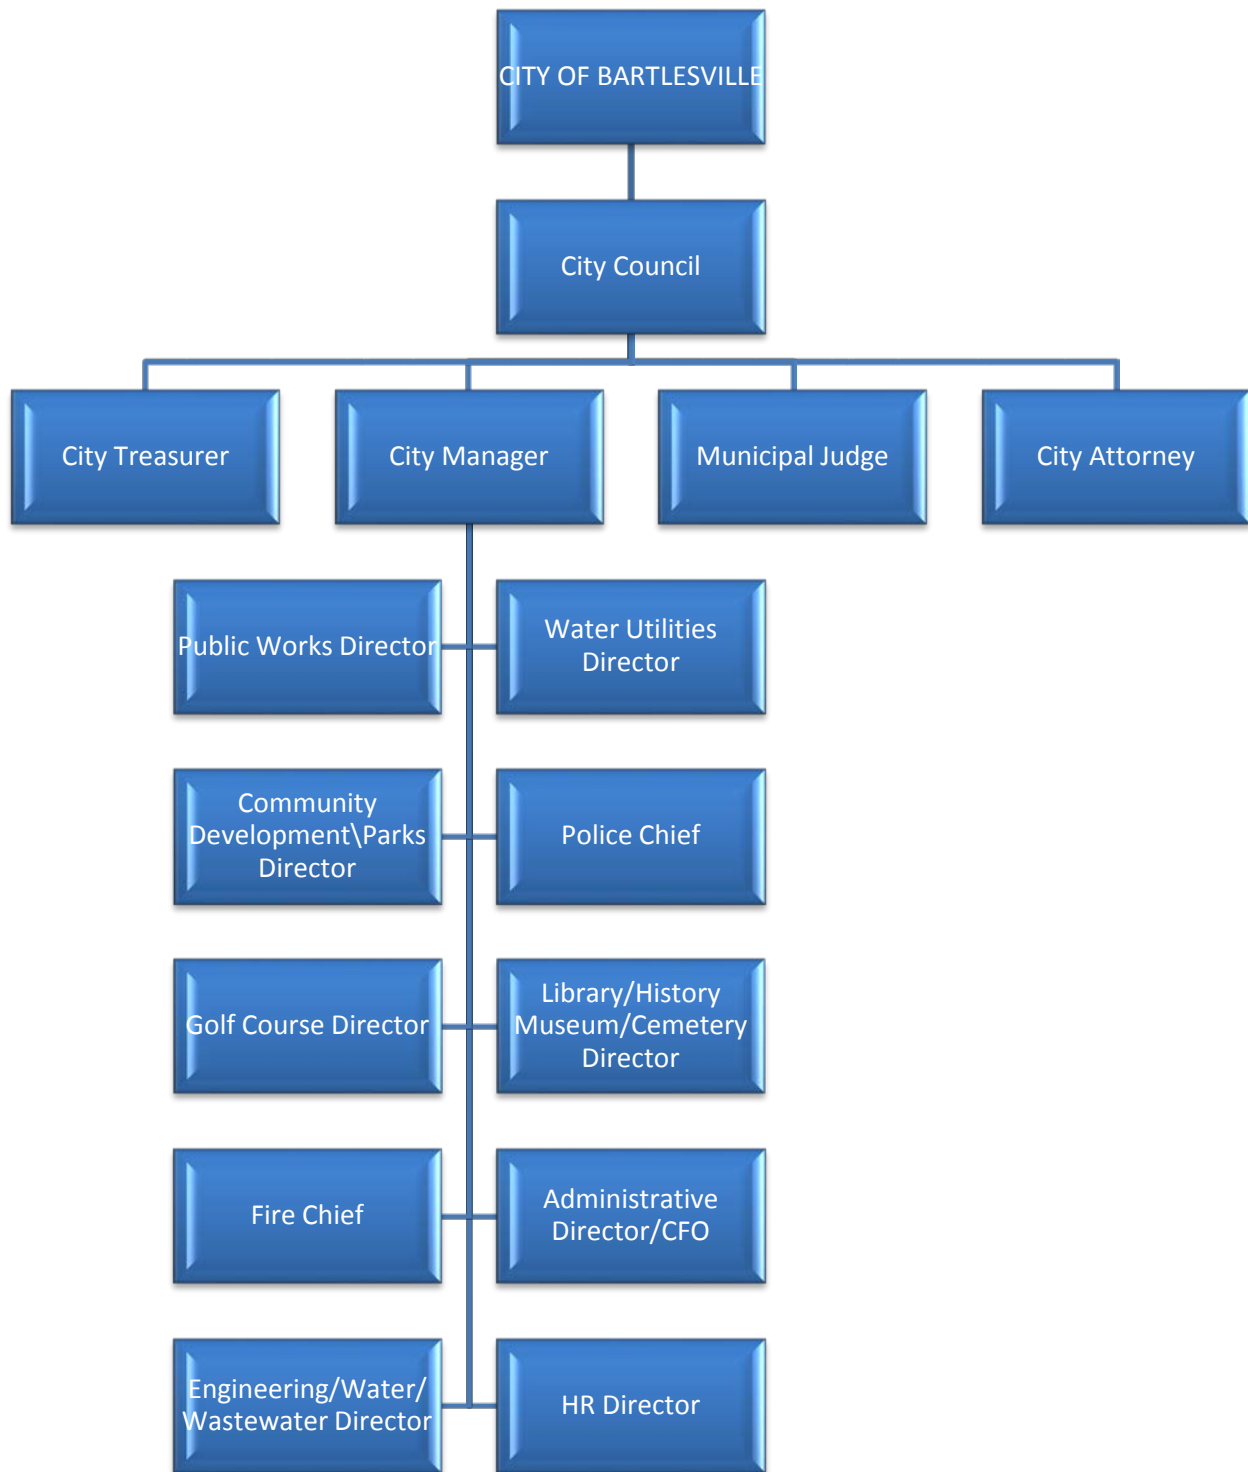 CITY OF BARTLESVILLE
City Council
City Treasurer
City Manager
Municipal Judge
City Attorney
Public Works Director
Water Utilities
Director
Community
Development\Parks
Director
Police Chief
Golf Course Director
Library/History
Museum/Cemetery
Director
Fire Chief
Administrative
Director/CFO
Engineering/Water/
Wastewater Director
HR Director